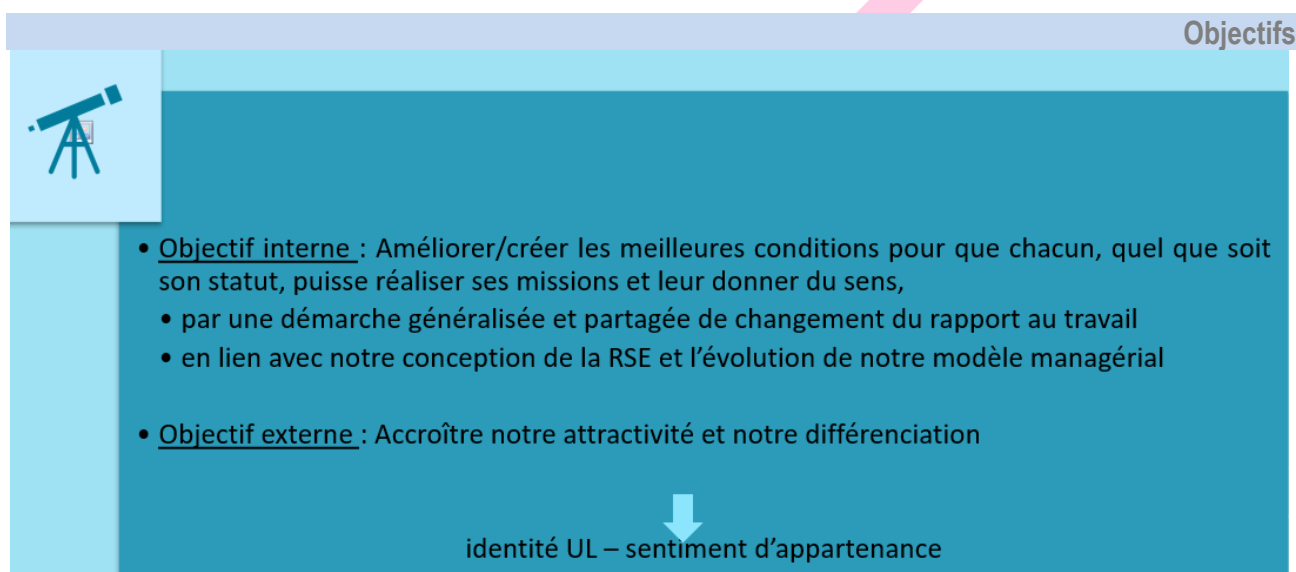 Objectifs
• Objectif interne : Améliorer/créer les meilleures conditions pour que chacun, quel que soit
son statut, puisse réaliser ses missions et leur donner du sens,
• par une démarche généralisée et partagée de changement du rapport au travail
• en lien avec notre conception de la RSE et l’évolution de notre modèle managérial
• Objectif externe : Accroître notre attractivité et notre différenciation
identité UL – sentiment d’appartenance